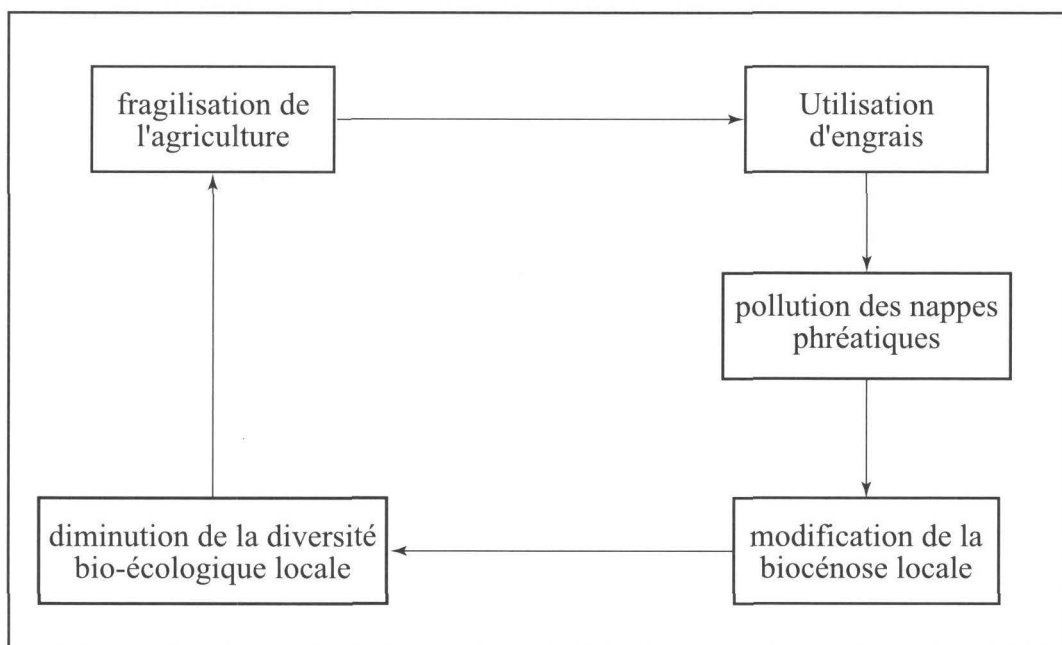 fragilisation de
l'agriculture
Utilisation
d'engrais
pollution des nappes
phréatiques
modification de la
biocénose locale
diminution de la diversité
bio-écologique locale